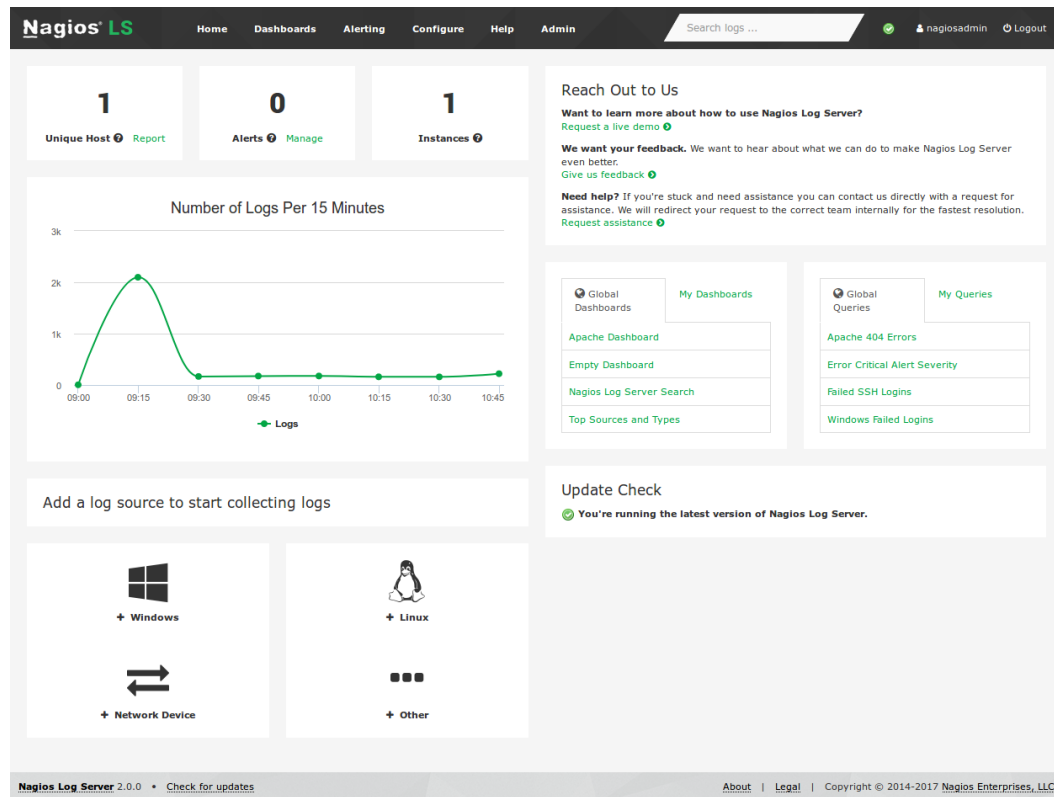 Nagios® LS
Home Dashboards Alerting Configure Help Admin
Search logs ...
nagiosadmin Logout
1
Unique Host Report
0
Alerts Manage
1
Instances
Number of Logs Per 15 Minutes
3k
2k
1k
0
09:00 09:15 09:30 09:45 10:00 10:15 10:30 10:45
Logs
Add a log source to start collecting logs
+ Windows
+ Linux
+ Network Device
+ Other
Reach Out to Us
Want to learn more about how to use Nagios Log Server?
Request a live demo
We want your feedback. We want to hear about what we can do to make Nagios Log Server
even better.
Give us feedback
Need help? If you're stuck and need assistance you can contact us directly with a request for
assistance. We will redirect your request to the correct team internally for the fastest resolution.
Request assistance
Global
Dashboards
My Dashboards
Apache Dashboard
Empty Dashboard
Nagios Log Server Search
Top Sources and Types
Global
Queries
My Queries
Apache 404 Errors
Error Critical Alert Severity
Failed SSH Logins
Windows Failed Logins
Update Check
You're running the latest version of Nagios Log Server.
Nagios Log Server 2.0.0 • Check for updates
About | Legal | Copyright © 2014-2017 Nagios Enterprises, LLC